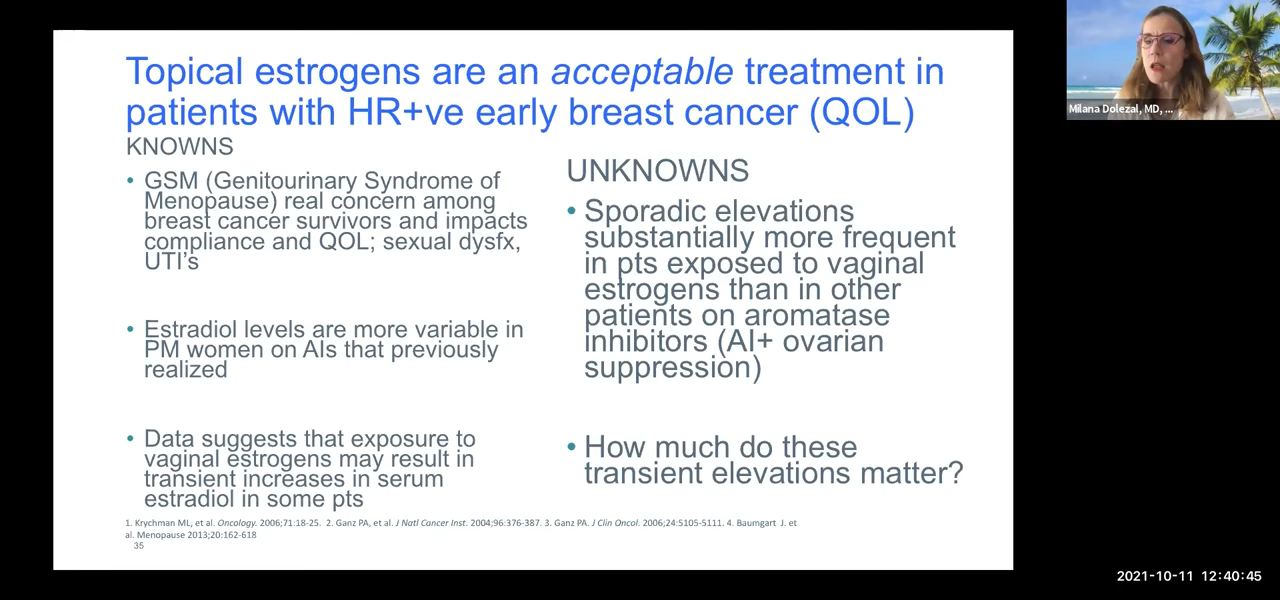 Topical estrogens are an acceptable treatment in
patients with HR+ve early breast cancer (QOL)
KNOWNS
• GSM (Genitourinary Syndrome of
Menopause) real concern among
breast cancer survivors and impacts
compliance and QOL; sexual dysfx,
UTI's
• Estradiol levels are more variable in
PM women on AIs that previously
realized
• Data suggests that exposure to
vaginal estrogens may result in
transient increases in serum
estradiol in some pts
UNKNOWNS
• Sporadic elevations
substantially more frequent
in pts exposed to vaginal
estrogens than in other
patients on aromatase
inhibitors (AI+ ovarian
suppression)
• How much do these
transient elevations matter?
1. Krychman ML, et al. Oncology. 2006;71:18-25. 2. Ganz PA, et al. J Natl Cancer Inst. 2004;96:376-387. 3. Ganz PA. J Clin Oncol. 2006;24:5105-5111. 4. Baumgart J. et
al. Menopause 2013;20:162-618
35
Milana Dolezal, MD, ...
2021-10-11 12:40:45